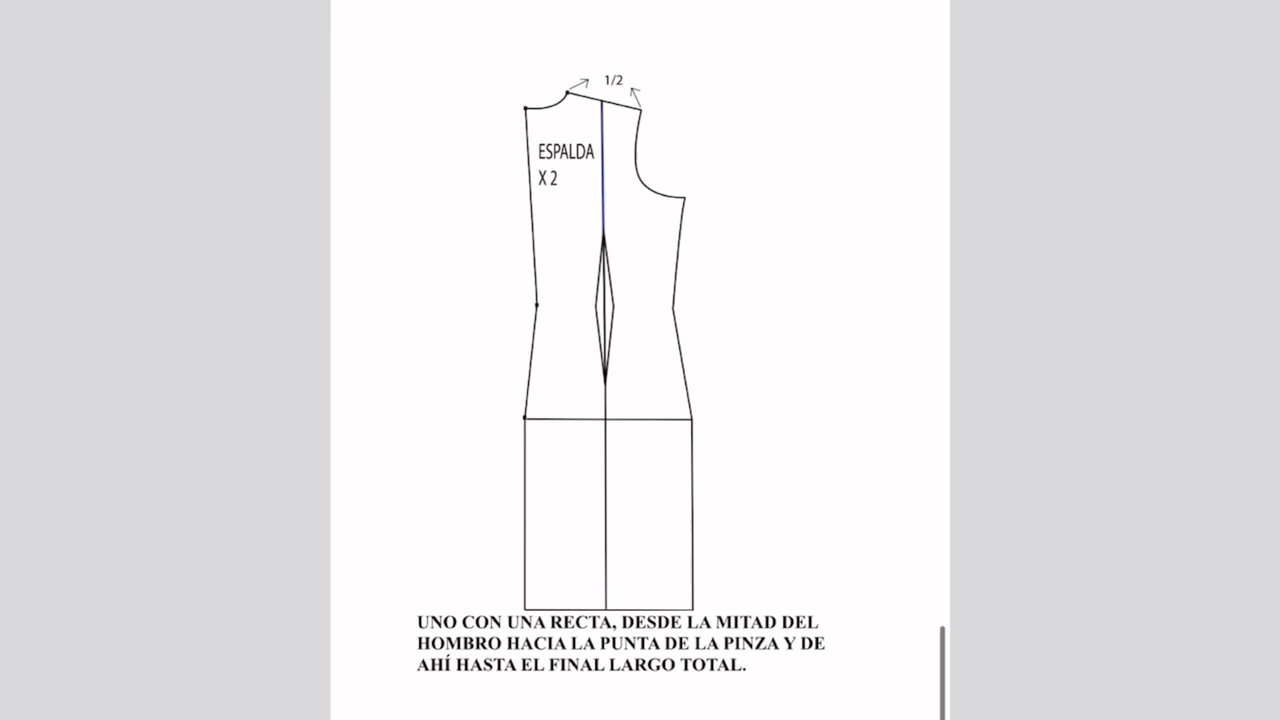 1/2
ESPALDA
X 2
UNO CON UNA RECTA, DESDE LA MITAD DEL
HOMBRO HACIA LA PUNTA DE LA PINZA Y DE
AHÍ HASTA EL FINAL LARGO TOTAL.